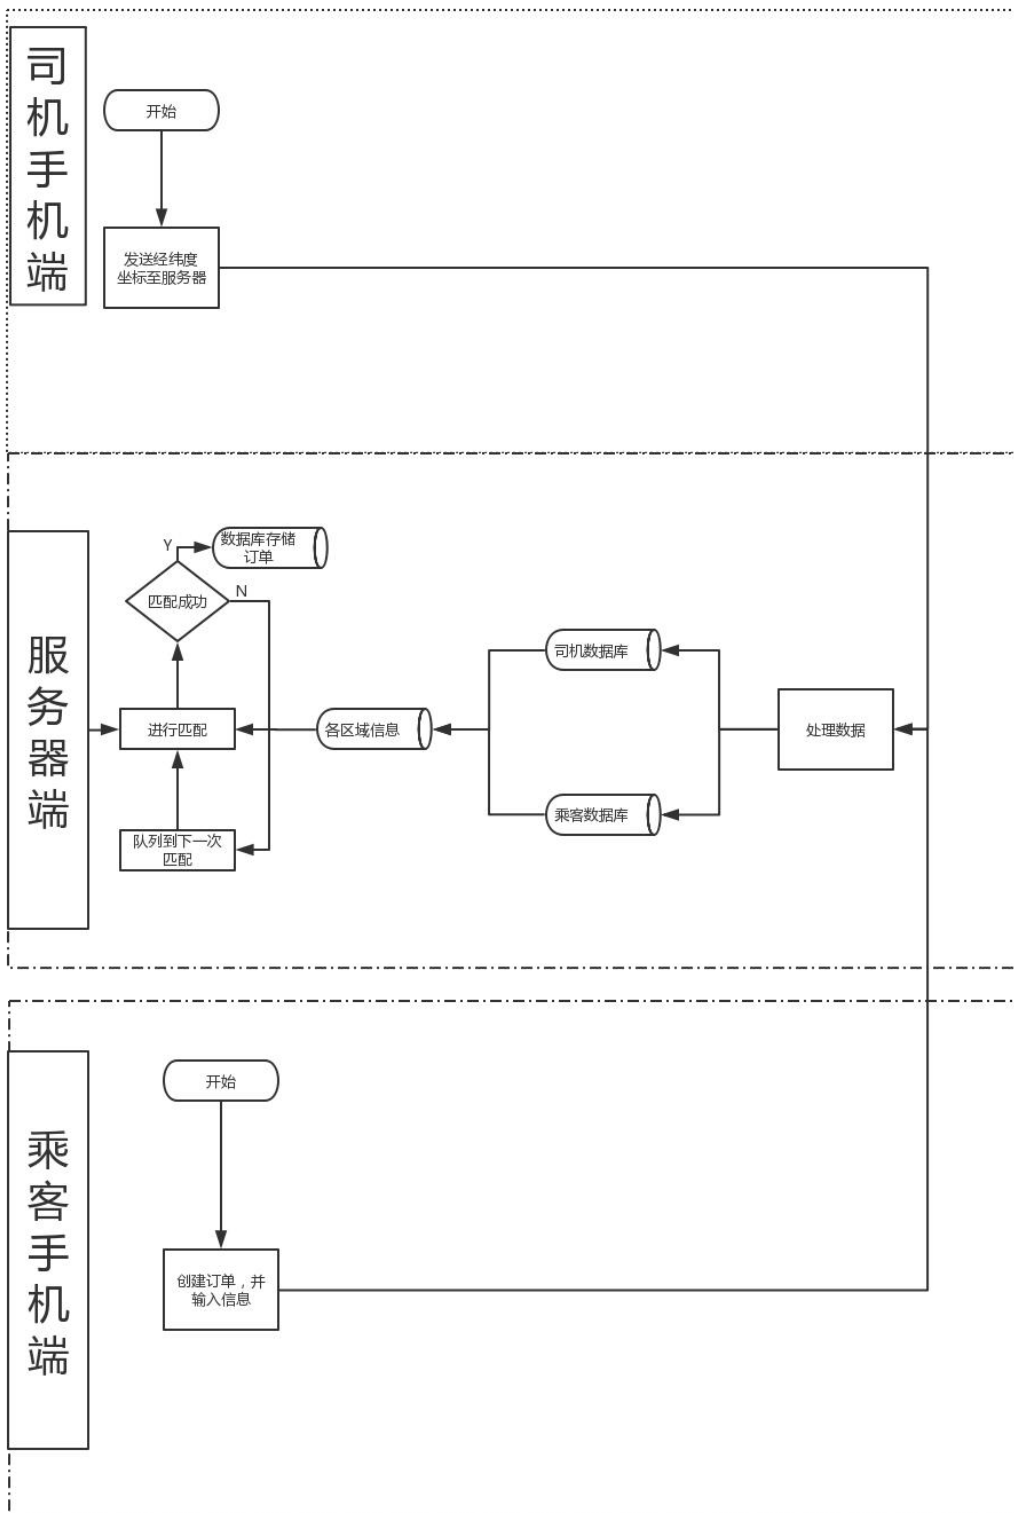 司机手机端
开始
发送经纬度
坐标至服务器
服务器端
Y
数据库存储
订单
匹配成功
N
进行匹配
队列到下一次
匹配
各区域信息
司机数据库
乘客数据库
处理数据
乘客手机端
开始
创建订单，并
输入信息